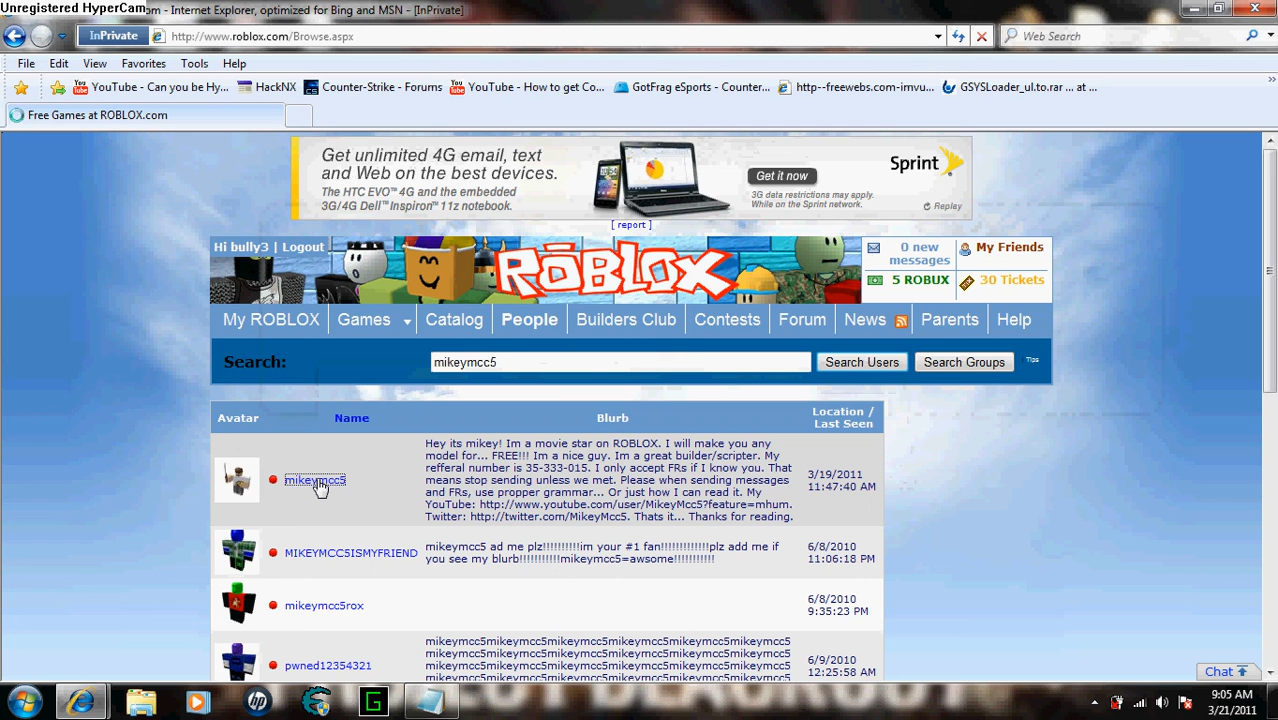 Unregistered HyperCam
om - Internet Explorer, optimized for Bing and MSN - [InPrivate]
InPrivate
http://www.roblox.com/Browse.aspx
Web Search
File Edit View Favorites Tools Help
YouTube - Can you be Hy... HackNX Counter-Strike - Forums YouTube - How to get Co... GotFrag eSports - Counter... http--freewebs.com-imvu... GSYSLoader_ul.to.rar ... at ...
Free Games at ROBLOX.com
Get unlimited 4G email, text
and Web on the best devices.
The HTC EVO™ 4G and the embedded
3G/4G Dell™ Inspiron™ 11z notebook.
Get it now
3G data restrictions may apply.
While on the Sprint network.
Sprint
Replay
[ report ]
Hi bully3 | Logout
ROBLOX
0 new
messages
My Friends
5 ROBUX
30 Tickets
My ROBLOX Games Catalog People Builders Club Contests Forum News Parents Help
Search: mikeymcc5 Search Users Search Groups Tips
Avatar Name Blurb Location /
Last Seen
mikeymcc5
Hey its mikey! Im a movie star on ROBLOX. I will make you any
model for... FREE!!! Im a nice guy. Im a great builder/scripter. My
refferal number is 35-333-015. I only accept FRs if I know you. That
means stop sending unless we met. Please when sending messages
and FRs, use propper grammar... Or just how I can read it. My
YouTube: http://www.youtube.com/user/MikeyMcc5?feature=mhum.
Twitter: http://twitter.com/MikeyMcc5. Thats it... Thanks for reading.
3/19/2011
11:47:40 AM
MIKEYMCC5ISMYFRIEND
mikeymcc5 ad me plz!!!!!!!!!!im your #1 fan!!!!!!!!!!!!!plz add me if
you see my blurb!!!!!!!!!!!mikeymcc5=awsome!!!!!!!!!!!
6/8/2010
11:06:18 PM
mikeymcc5rox
6/8/2010
9:35:23 PM
pwned12354321
mikeymcc5mikeymcc5mikeymcc5mikeymcc5mikeymcc5mikeymcc5
mikeymcc5mikeymcc5mikeymcc5mikeymcc5mikeymcc5mikeymcc5
mikeymcc5mikeymcc5mikeymcc5mikeymcc5mikeymcc5mikeymcc5
mikeymcc5mikeymcc5mikeymcc5mikeymcc5mikeymcc5mikeymcc5
6/9/2010
12:25:58 AM
Chat
9:05 AM
3/21/2011